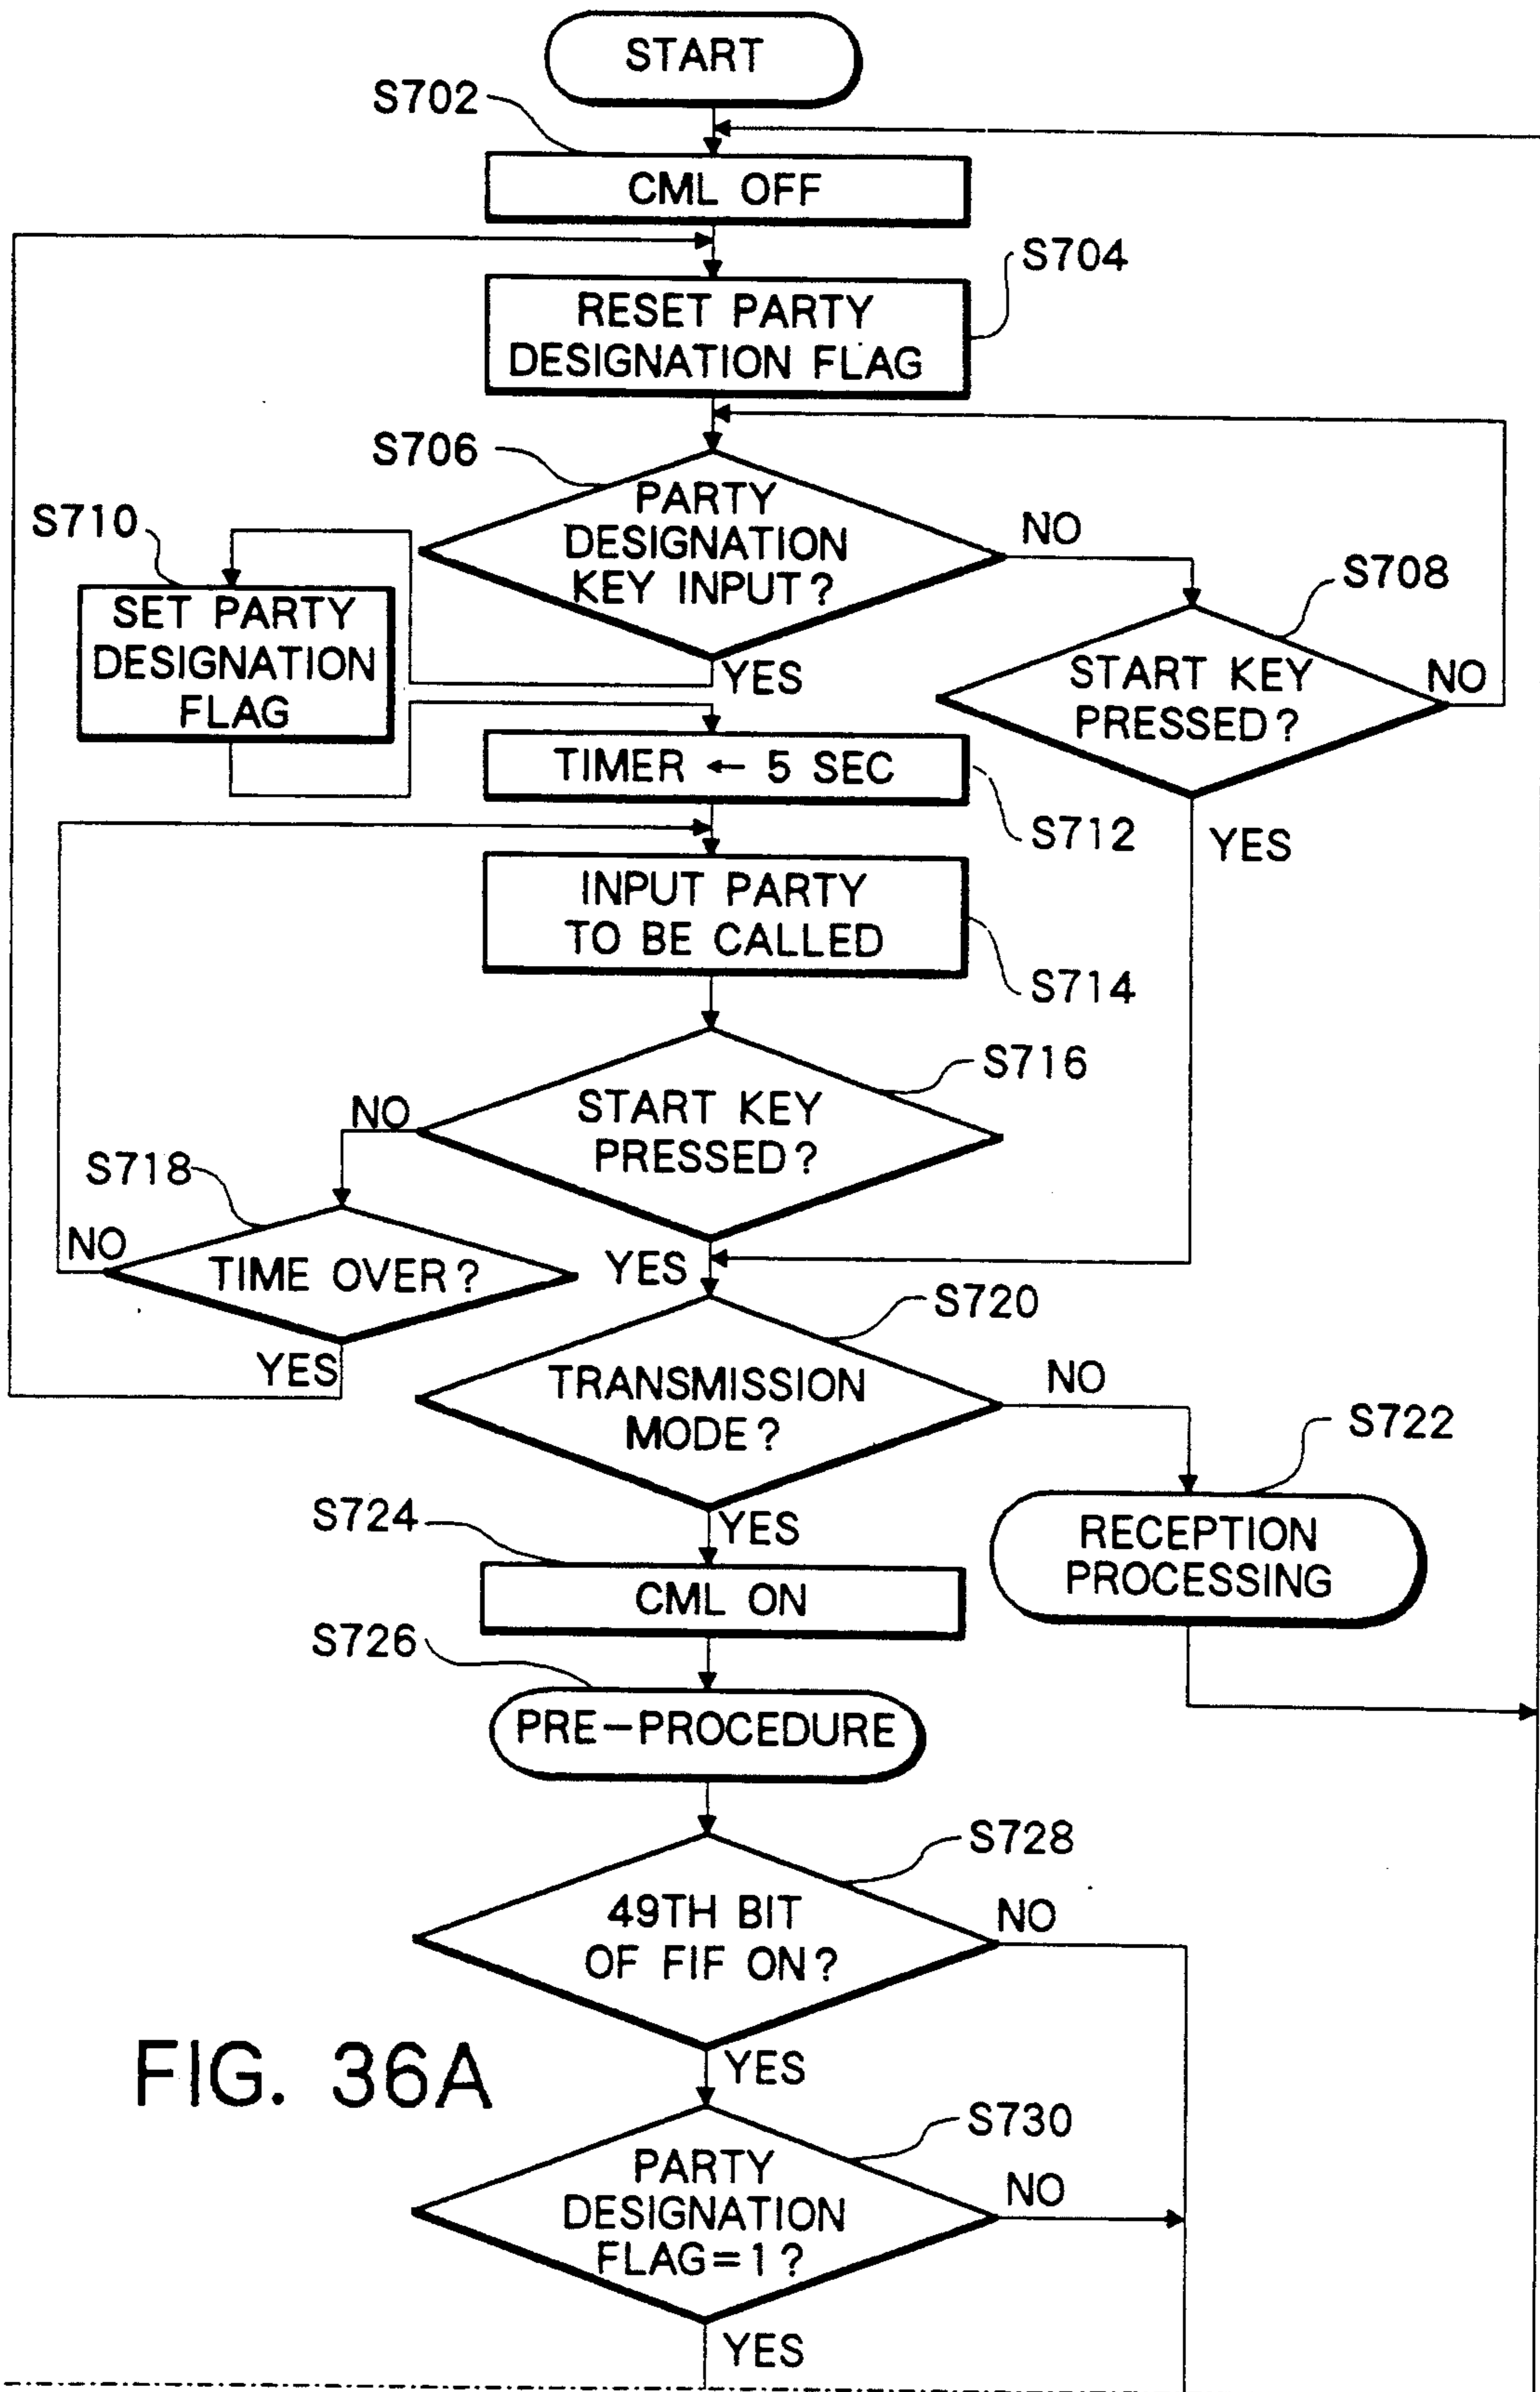 START
S702
CML OFF
S704
RESET PARTY
DESIGNATION FLAG
S706
PARTY
DESIGNATION
KEY INPUT?
NO
YES
S710
SET PARTY
DESIGNATION
FLAG
S708
START KEY
PRESSED?
NO
YES
TIMER ← 5 SEC
S712
INPUT PARTY
TO BE CALLED
S714
S716
START KEY
PRESSED?
NO
YES
S718
TIME OVER?
NO
YES
S720
TRANSMISSION
MODE?
NO
YES
S722
RECEPTION
PROCESSING
S724
CML ON
S726
PRE-PROCEDURE
S728
49TH BIT
OF FIF ON?
NO
YES
FIG. 36A
S730
PARTY
DESIGNATION
FLAG=1?
NO
YES